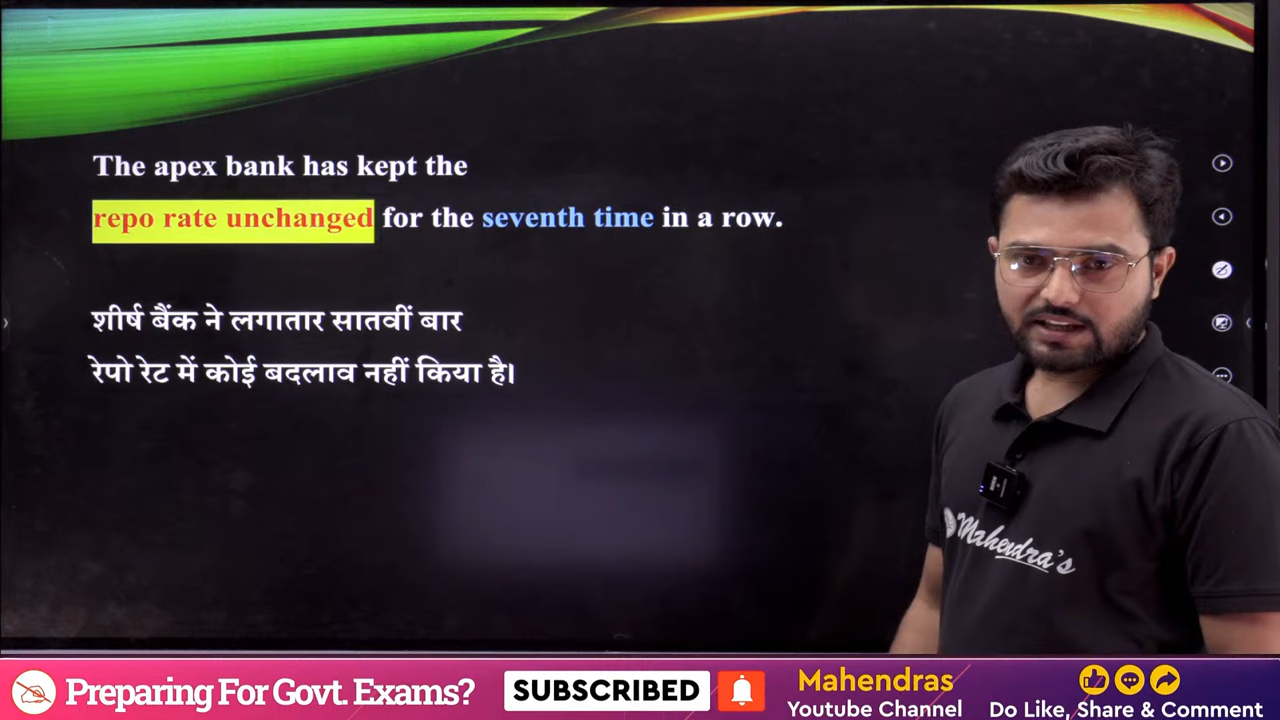 The apex bank has kept the
repo rate unchanged for the seventh time in a row.
शीर्ष बैंक ने लगातार सातवीं बार
रेपो रेट में कोई बदलाव नहीं किया है।
Mahendra's
Preparing For Govt. Exams?
SUBSCRIBED
Mahendras
Youtube Channel
Do Like, Share & Comment